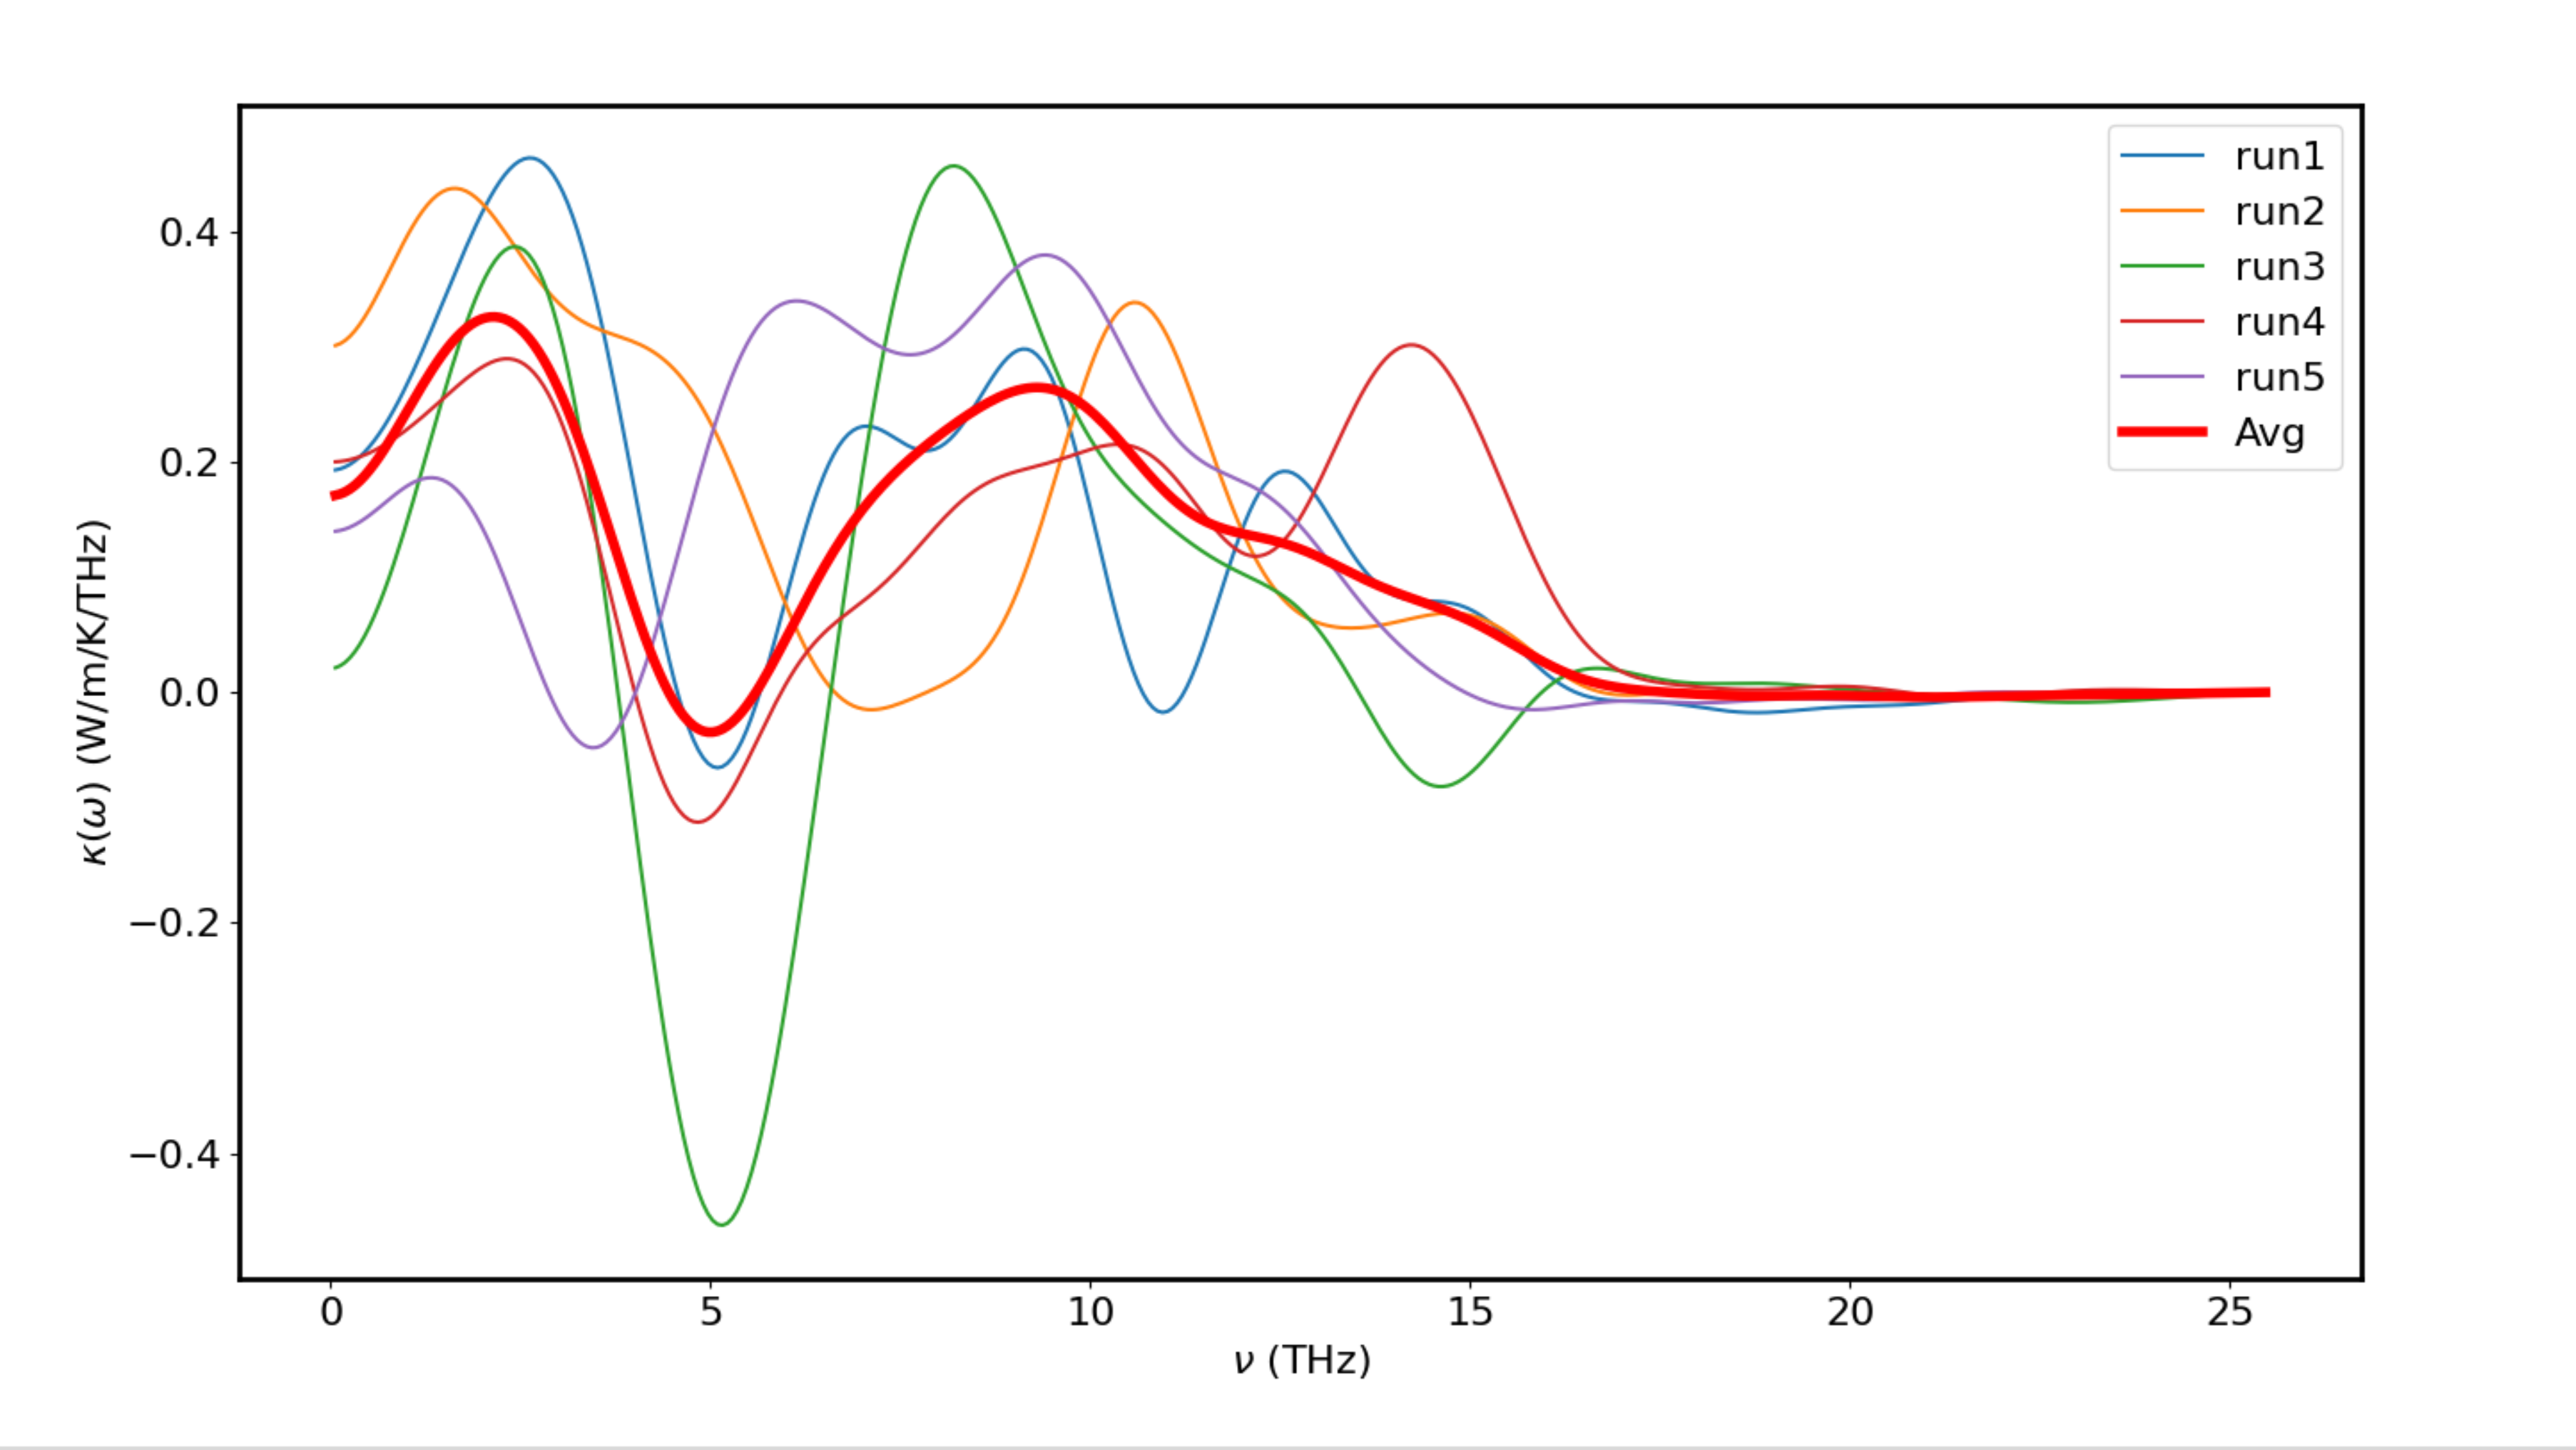 run1
run2
run3
run4
run5
Avg
0.4
0.2
0.0
−0.2
−0.4
κ(ω) (W/m/K/THz)
0 5 10 15 20 25
ν (THz)